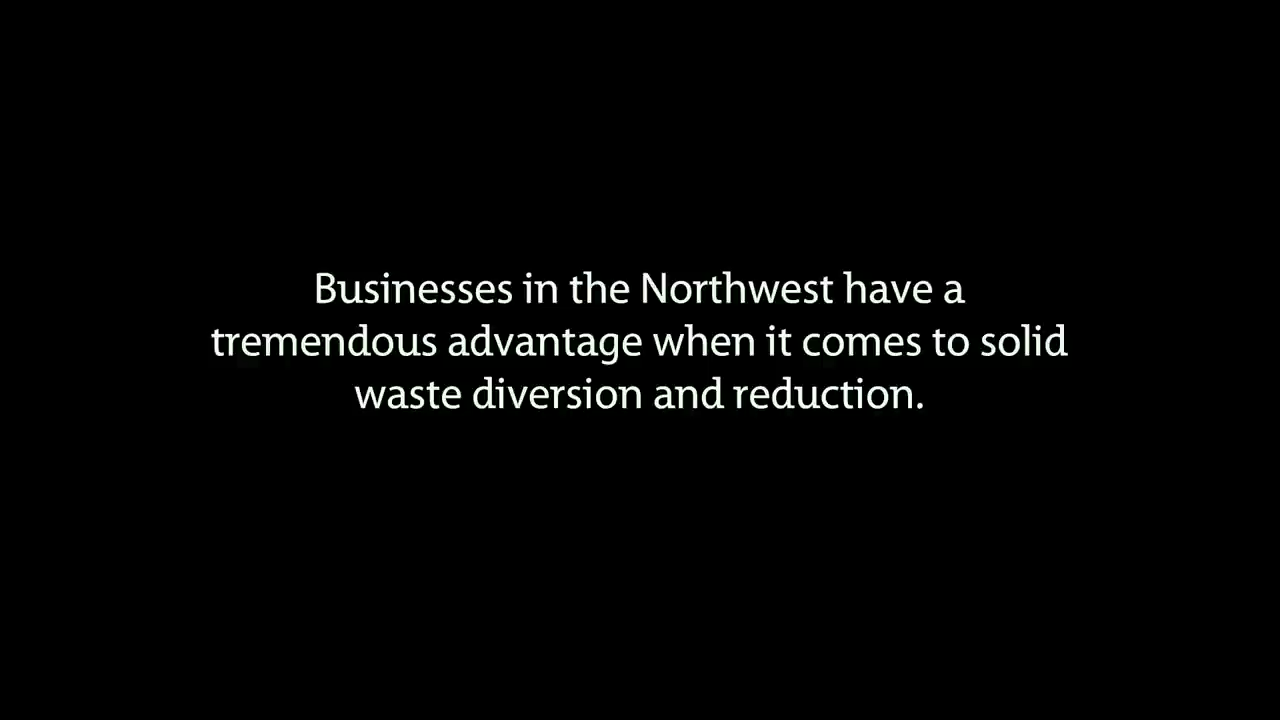 Businesses in the Northwest have a
tremendous advantage when it comes to solid
waste diversion and reduction.